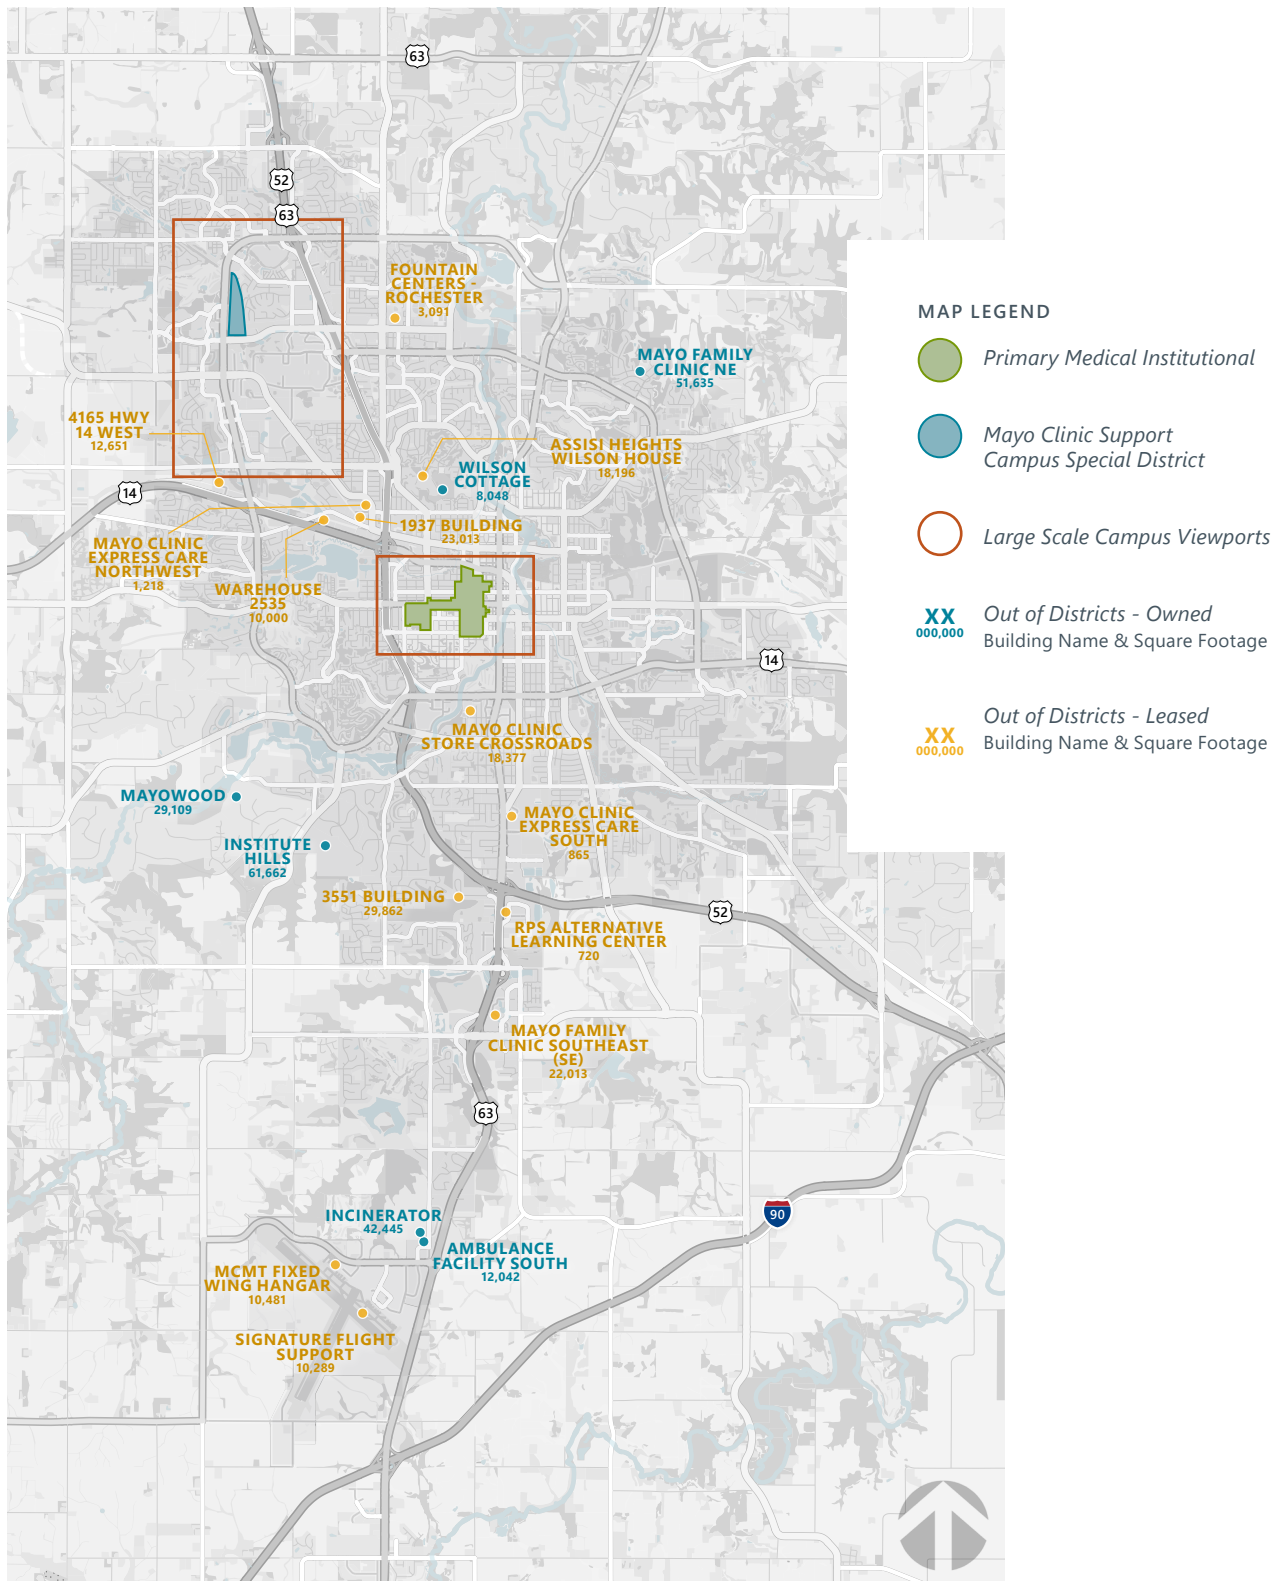 63
52
63
FOUNTAIN
CENTERS -
ROCHESTER
3,091
MAYO FAMILY
CLINIC NE
51,635
4165 HWY
14 WEST
12,651
ASSISI HEIGHTS
WILSON HOUSE
18,196
WILSON
COTTAGE
8,048
14
1937 BUILDING
23,013
MAYO CLINIC
EXPRESS CARE
NORTHWEST
1,218
WAREHOUSE
2535
10,000
14
MAYO CLINIC
STORE CROSSROADS
18,377
MAYOWOOD
29,109
MAYO CLINIC
EXPRESS CARE
SOUTH
865
INSTITUTE
HILLS
61,662
3551 BUILDING
29,862
52
RPS ALTERNATIVE
LEARNING CENTER
720
MAYO FAMILY
CLINIC SOUTHEAST
(SE)
22,013
63
INCINERATOR
42,445
90
AMBULANCE
FACILITY SOUTH
12,042
MCMT FIXED
WING HANGAR
10,481
SIGNATURE FLIGHT
SUPPORT
10,289
MAP LEGEND
Primary Medical Institutional
Mayo Clinic Support
Campus Special District
Large Scale Campus Viewports
XX
000,000
Out of Districts - Owned
Building Name & Square Footage
XX
000,000
Out of Districts - Leased
Building Name & Square Footage